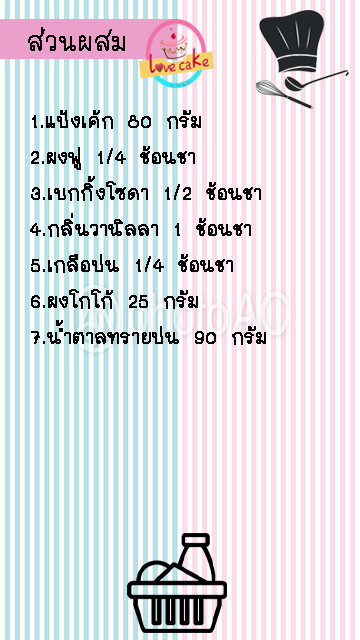 ส่วนผสม
love cake
1.แป้งเค้ก 80 กรัม
2.ผงฟู 1/4 ช้อนชา
3.เบกกิ้งโซดา 1/2 ช้อนชา
4.กลิ่นวานิลลา 1 ช้อนชา
5.เกลือป่น 1/4 ช้อนชา
6.ผงโกโก้ 25 กรัม
7.น้ำตาลทรายป่น 90 กรัม